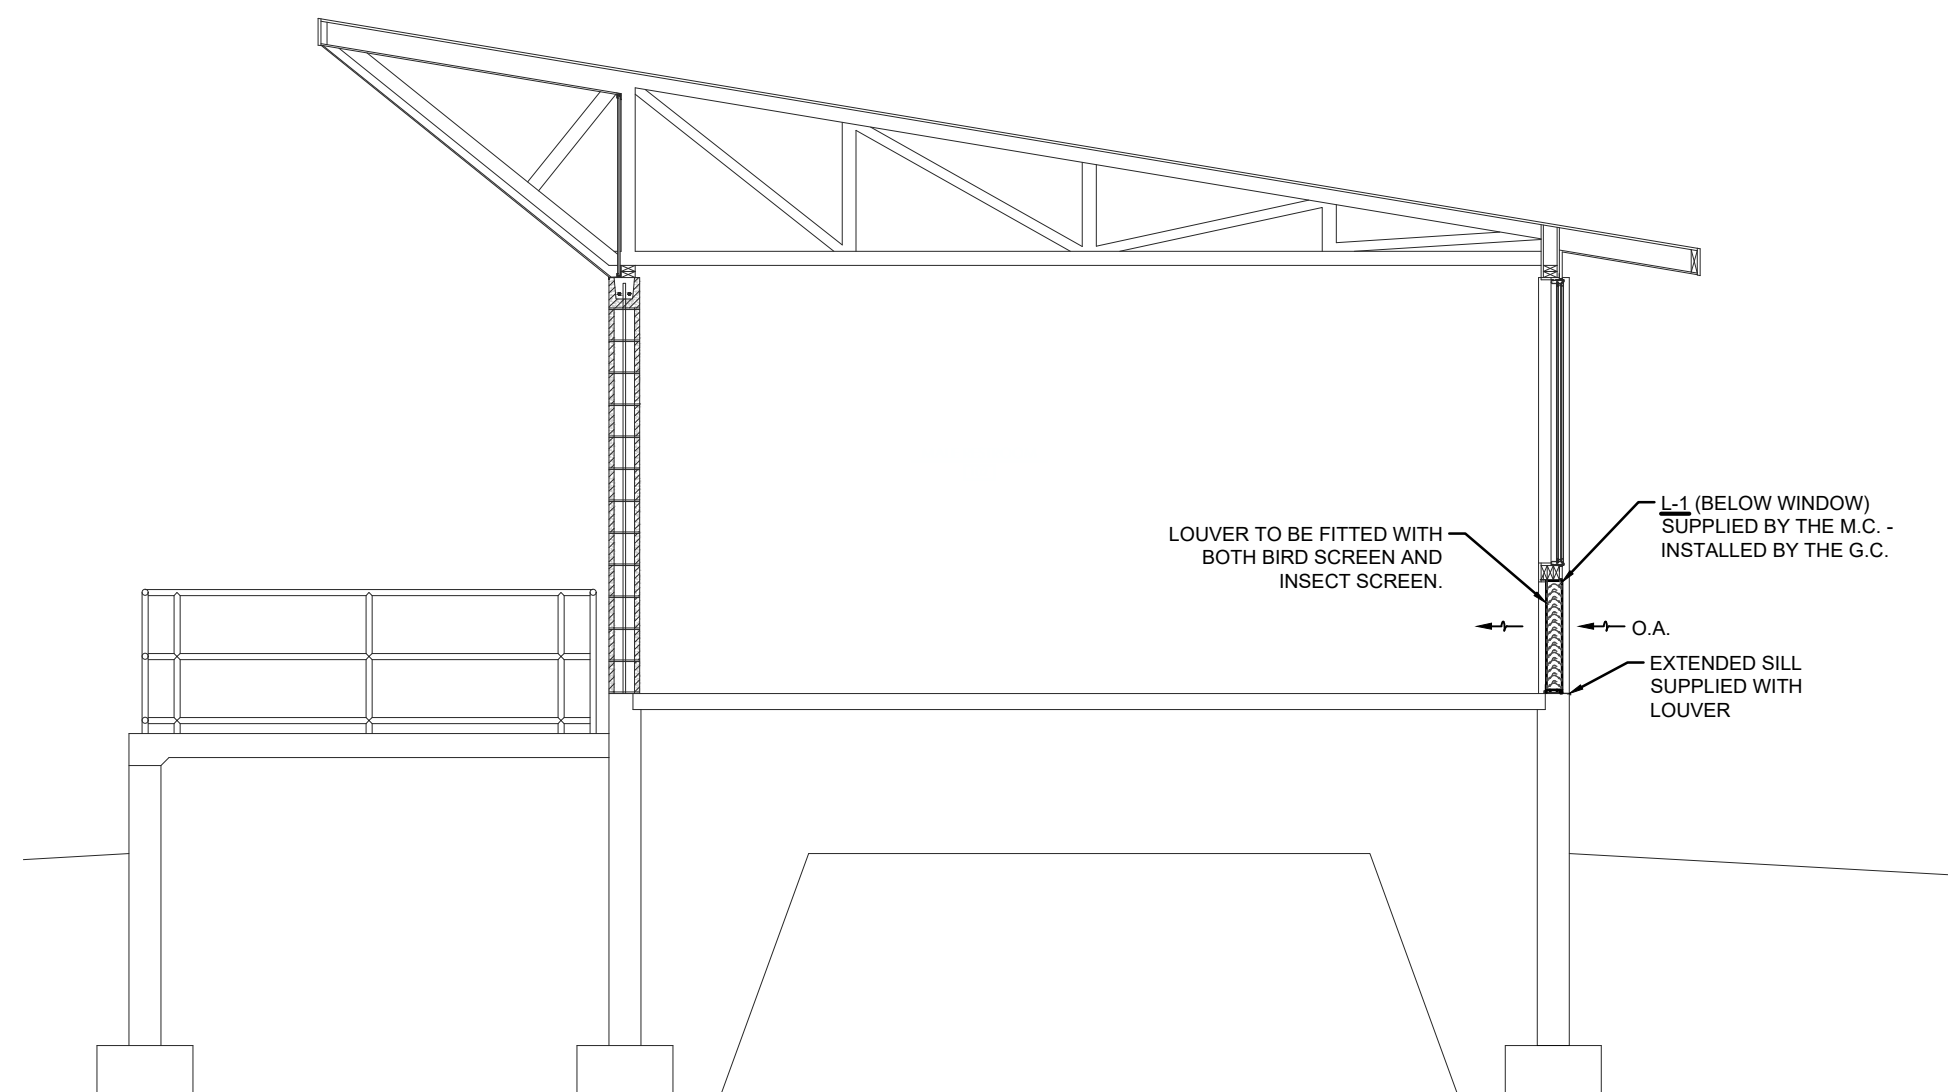 L-1 (BELOW WINDOW)
SUPPLIED BY THE M.C. -
INSTALLED BY THE G.C.
LOUVER TO BE FITTED WITH
BOTH BIRD SCREEN AND
INSECT SCREEN.
O.A.
EXTENDED SILL
SUPPLIED WITH
LOUVER